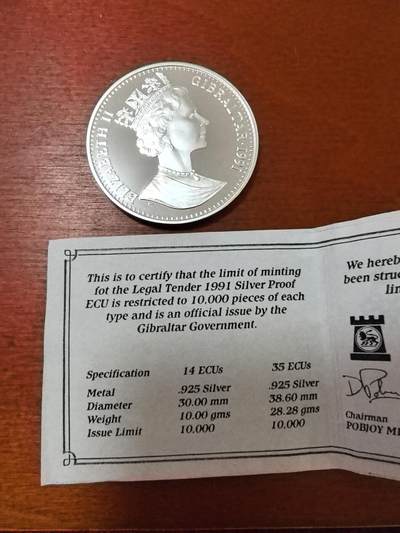 ELIZABETH II
GIBRALTAR · 1991
This is to certify that the limit of minting
fot the Legal Tender 1991 Silver Proof
ECU is restricted to 10,000 pieces of each
type and is an official issue by the
Gibraltar Government.
Specification 14 ECUs 35 ECUs
Metal .925 Silver .925 Silver
Diameter 30.00 mm 38.60 mm
Weight 10.00 gms 28.28 gms
Issue Limit 10.000 10.000
We hereb
been struc
lin
Chairman
POBJOY MI